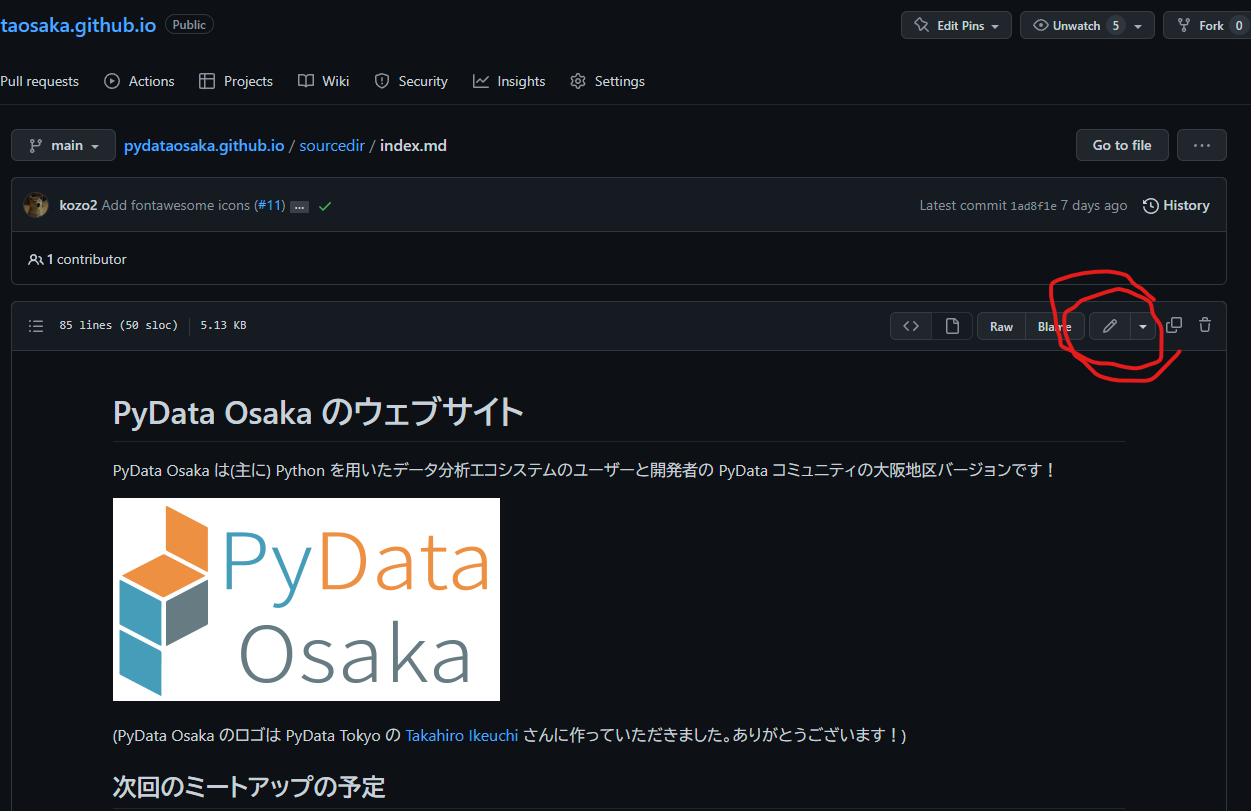 taosaka.github.io Public Edit Pins Unwatch 5 Fork 0
Pull requests Actions Projects Wiki Security Insights Settings
main pydataosaka.github.io / sourcedir / index.md Go to file ...
kozo2 Add fontawesome icons (#11) ... Latest commit 1ad8f1e 7 days ago History
1 contributor
85 lines (50 sloc) 5.13 KB <> Raw Blame
PyData Osaka のウェブサイト
PyData Osaka は(主に) Python を用いたデータ分析エコシステムのユーザーと開発者の PyData コミュニティの大阪地区バージョンです！
PyData
Osaka
(PyData Osaka のロゴは PyData Tokyo の Takahiro Ikeuchi さんに作っていただきました。ありがとうございます！)
次回のミートアップの予定